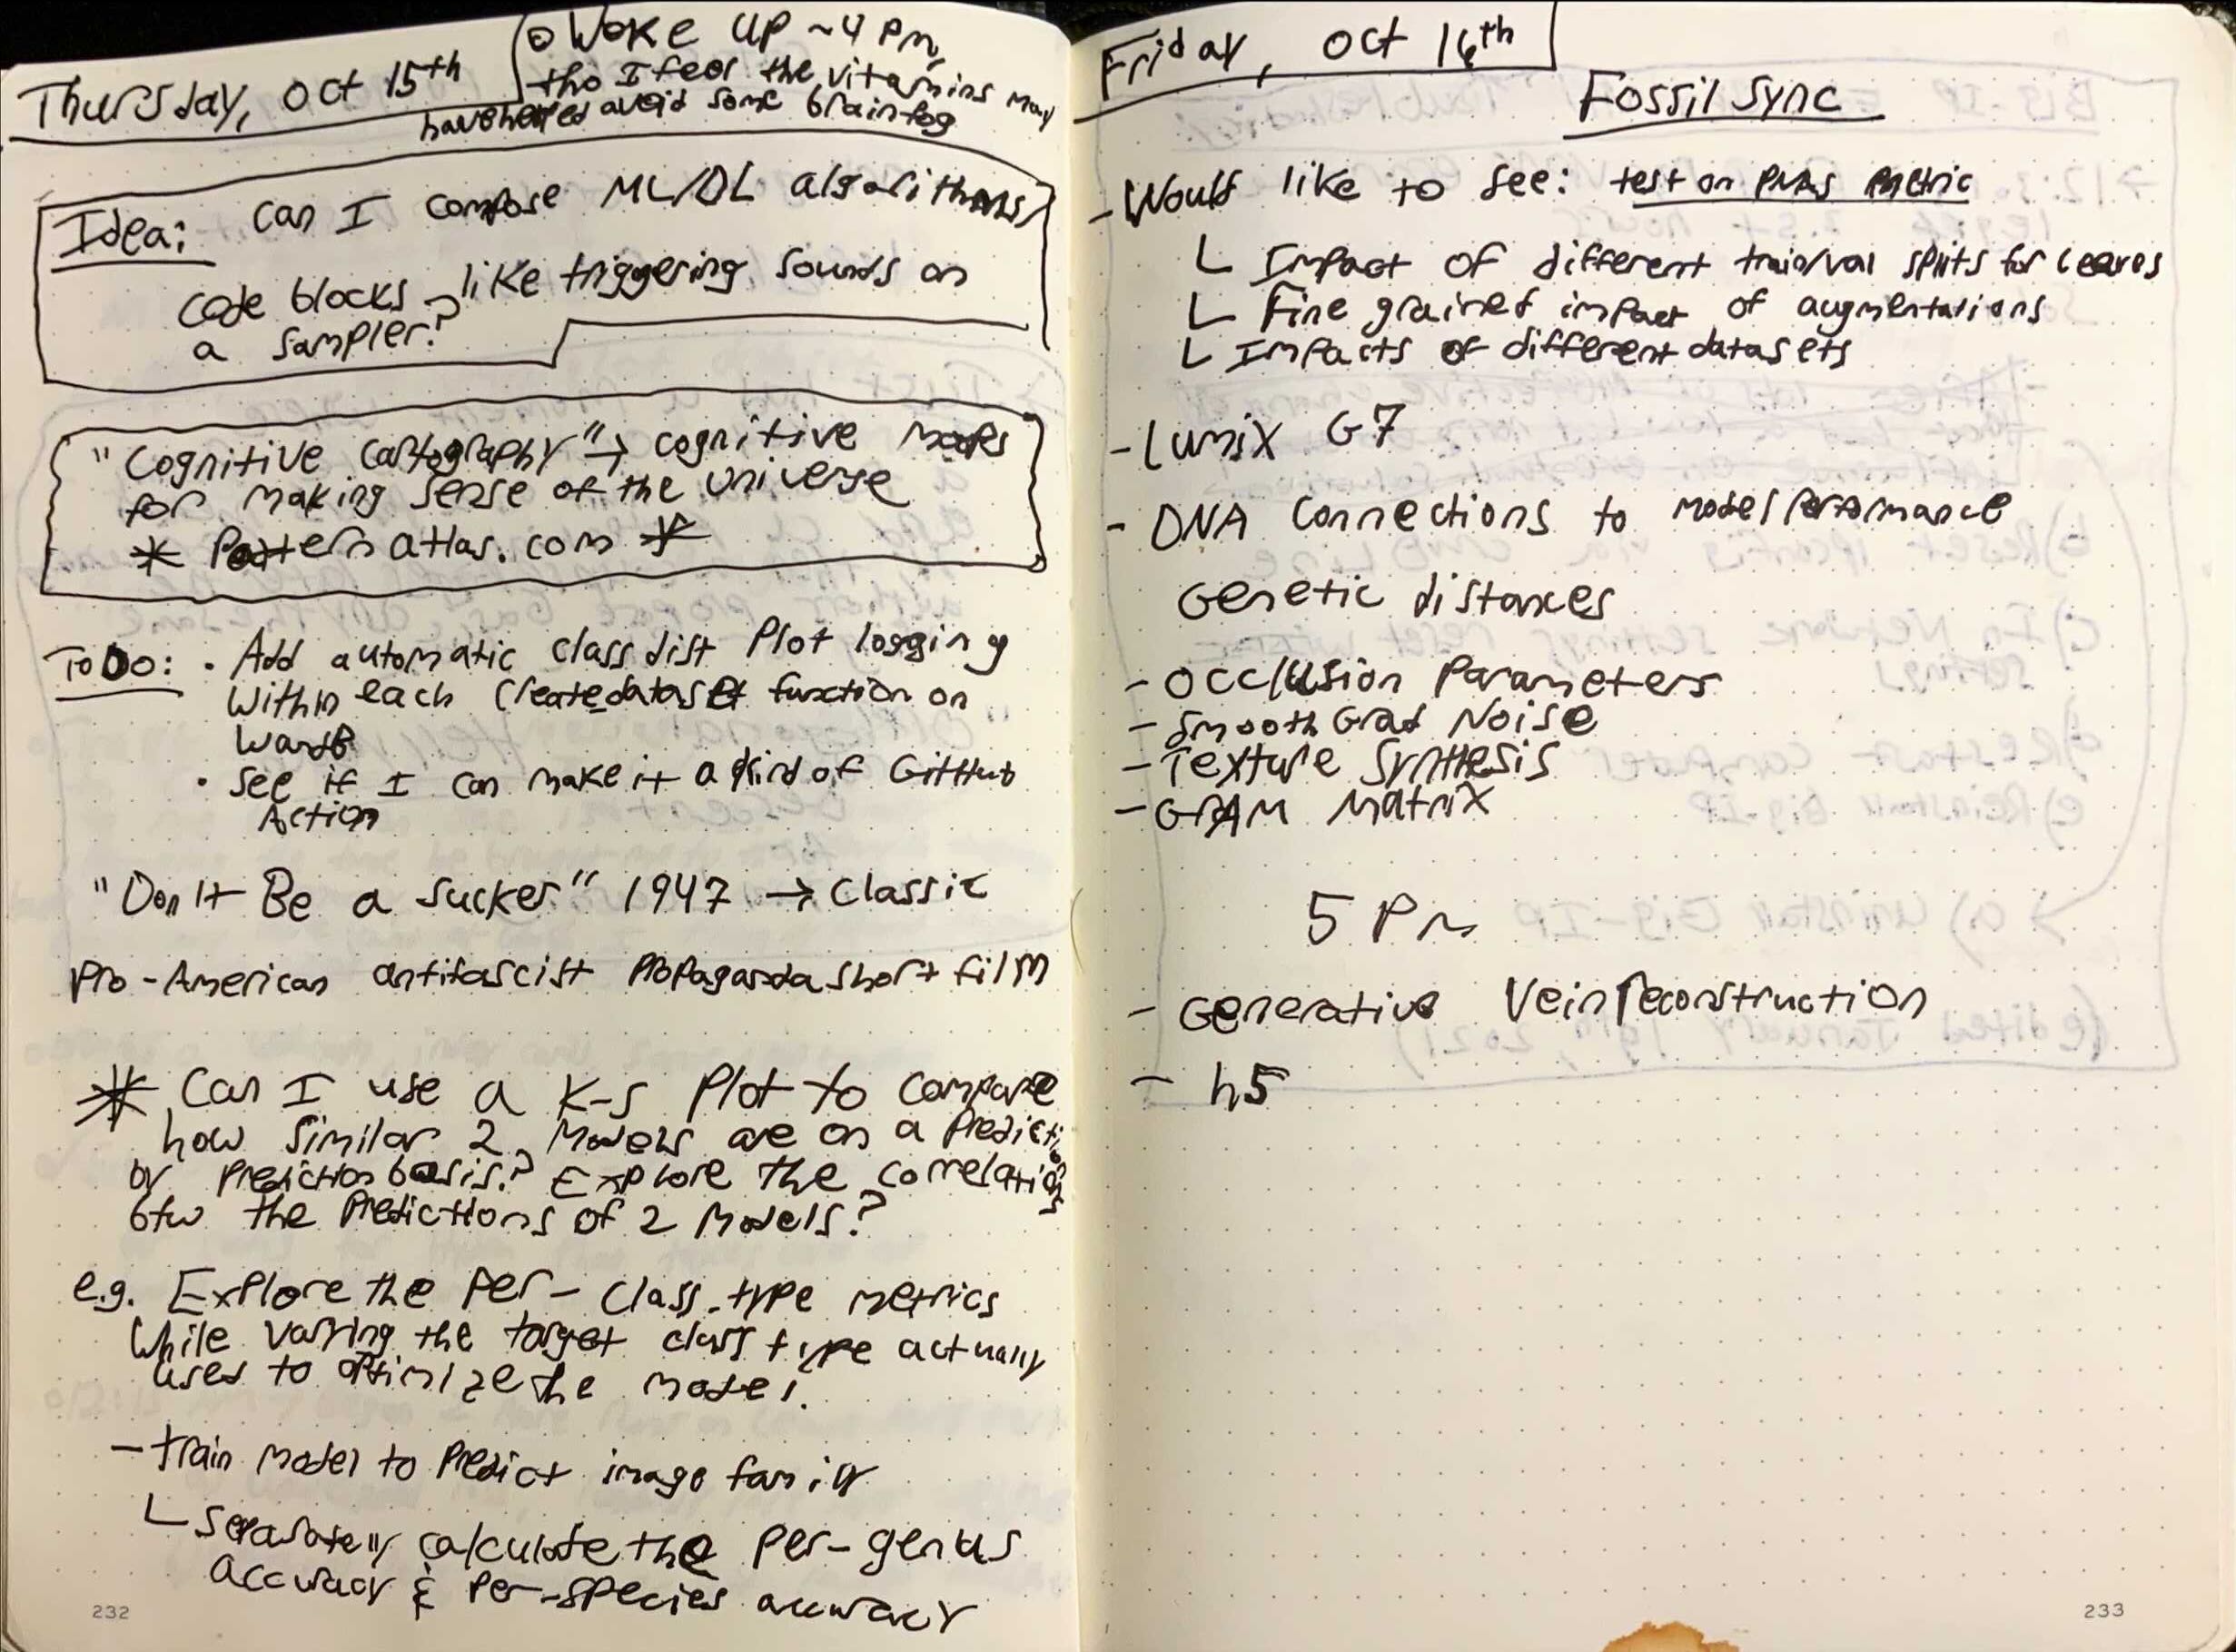 Thursday, Oct 15th
o Woke up ~4 pm,
tho I feel the vitamins may
have helped avoid some brainfog
Idea: Can I compose ML/DL algorithms/
code blocks like triggering sounds on
a sampler?
"Cognitive Cartography" → cognitive maps
for making sense of the universe
* Patternatlas.com *
ToDo: • Add automatic class dist Plot logging
within each create_dataset function on
WandB
• See if I can make it a kind of GitHub
Action
"Don't Be a Sucker" 1947 → Classic
Pro-American antifascist Propaganda short film
* Can I use a K-S Plot to compare
how similar 2 models are on a prediction
by prediction basis? Explore the correlations
btw the Predictions of 2 Models?
e.g. Explore the Per-class-type metrics
While varying the target class type actually
used to optimize the model.
- train model to Predict image family
└ Separately calculate the per-genus
accuracy & Per-species accuracy
232
Friday, Oct 16th
Fossil Sync
- Would like to see: test on metric
└ Impact of different train/val splits for leaves
└ Fine grained impact of augmentations
└ Impacts of different datasets
- Lumix G7
- DNA Connections to model performance
Genetic distances
- Occlusion Parameters
- Smooth Grad Noise
- Texture Synthesis
- GRAM Matrix
5 Pm
- Generative Vein reconstruction
- h5
233